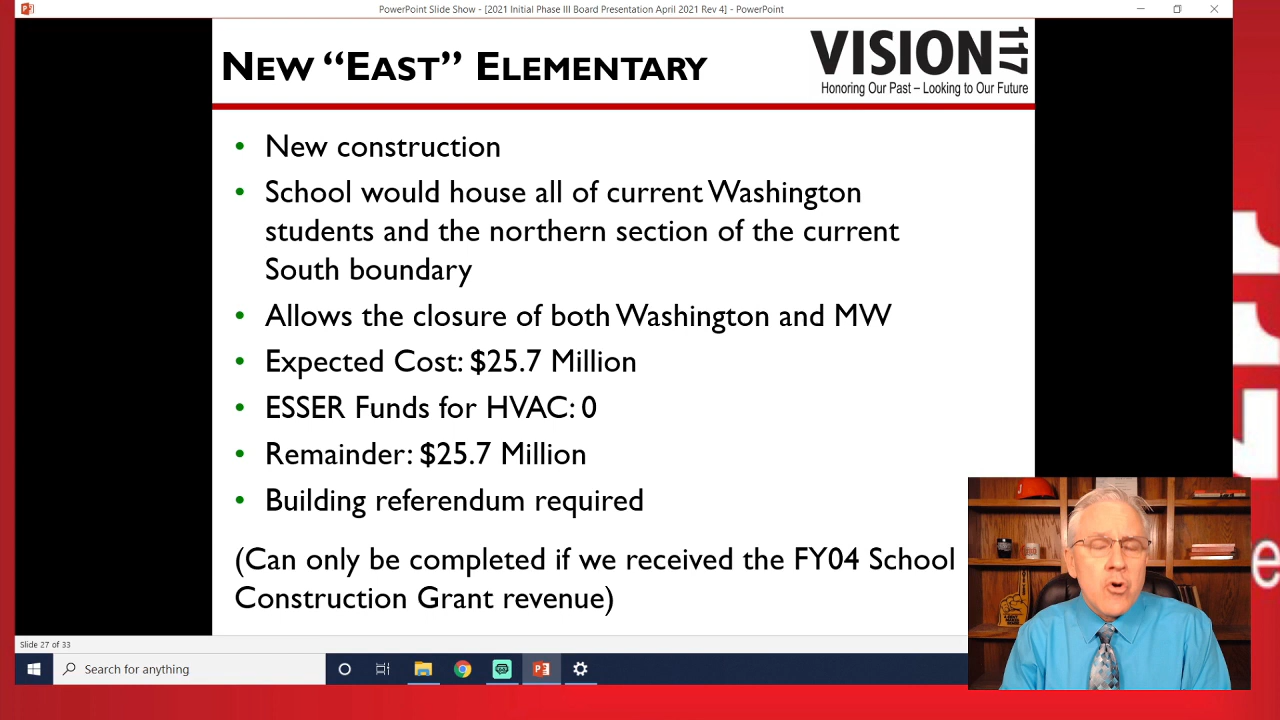 PowerPoint Slide Show - [2021 Initial Phase III Board Presentation April 2021 Rev 4] - PowerPoint
NEW “EAST” ELEMENTARY
VISION 117
Honoring Our Past – Looking to Our Future
• New construction
• School would house all of current Washington
students and the northern section of the current
South boundary
• Allows the closure of both Washington and MW
• Expected Cost: $25.7 Million
• ESSER Funds for HVAC: 0
• Remainder: $25.7 Million
• Building referendum required
(Can only be completed if we received the FY04 School
Construction Grant revenue)
Slide 27 of 33
Search for anything